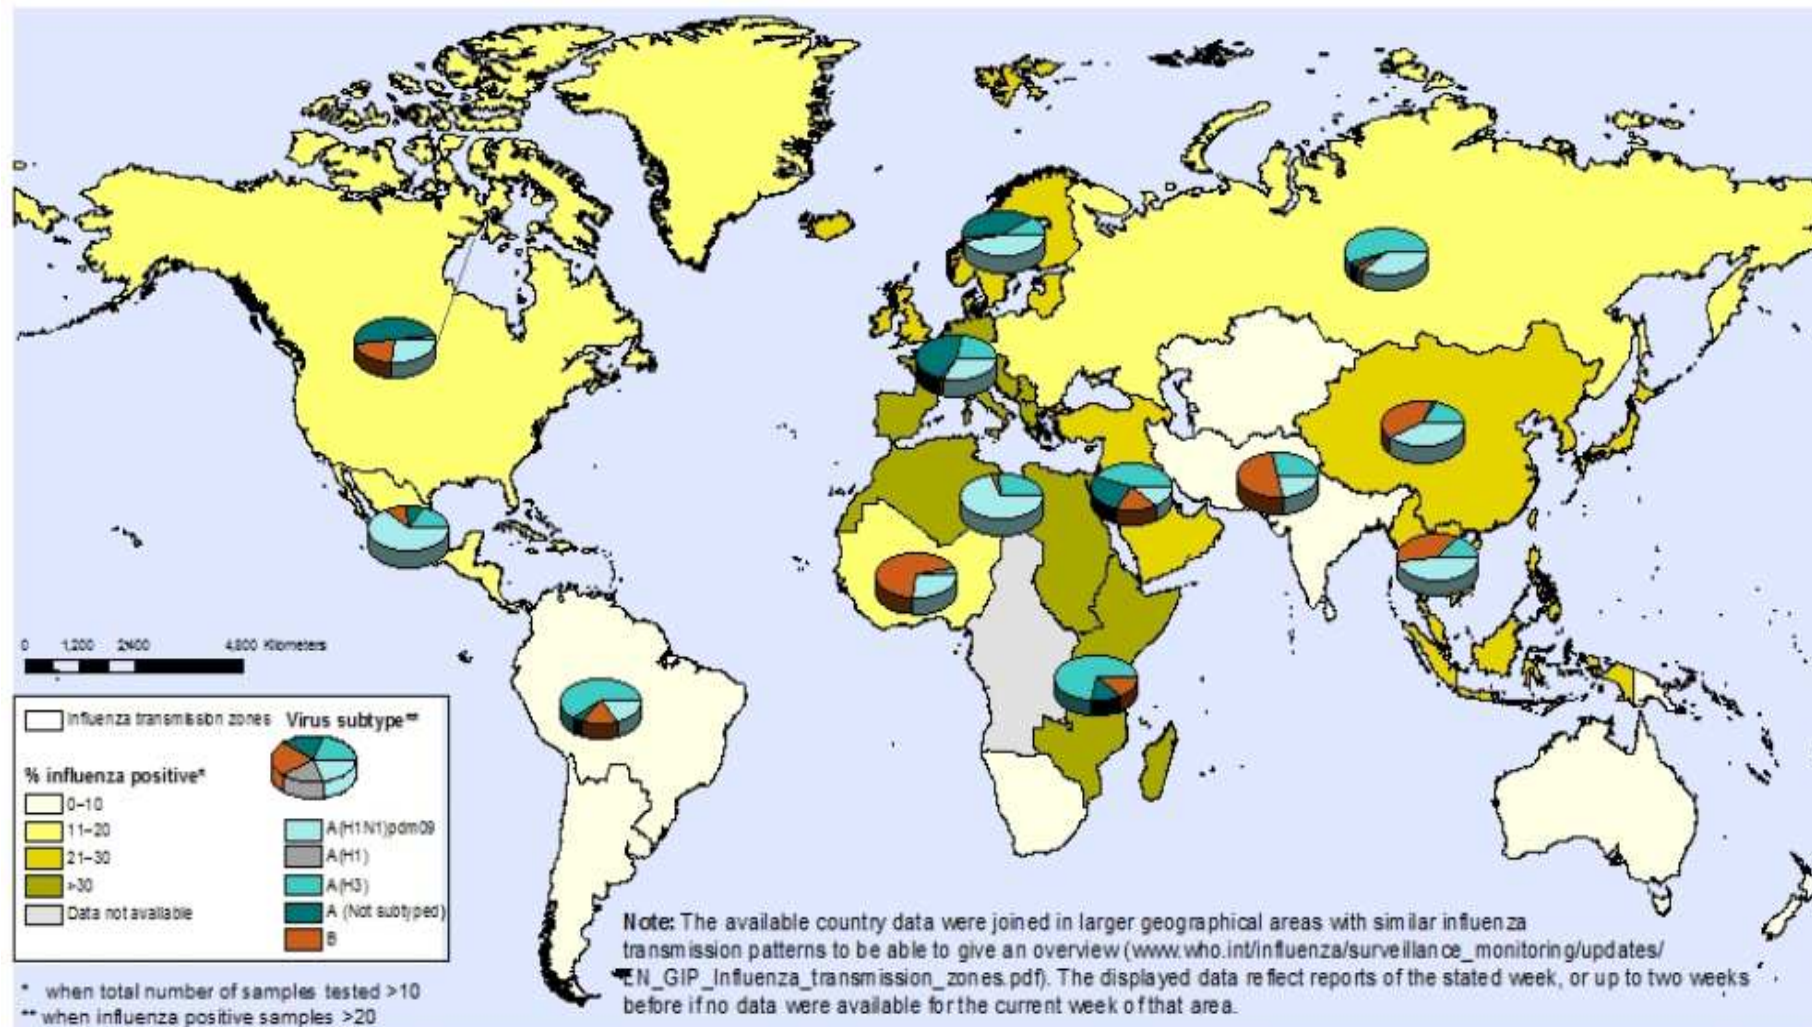 0 1,200 2,400 4,800 Kilometers
Influenza transmission zones
Virus subtype**
% influenza positive*
0–10
11–20
21–30
>30
Data not available
A(H1N1)pdm09
A(H1)
A(H3)
A (Not subtyped)
B
* when total number of samples tested >10
** when influenza positive samples >20
Note: The available country data were joined in larger geographical areas with similar influenza
transmission patterns to be able to give an overview (www.who.int/influenza/surveillance_monitoring/updates/
EN_GIP_Influenza_transmission_zones.pdf). The displayed data reflect reports of the stated week, or up to two weeks
before if no data were available for the current week of that area.